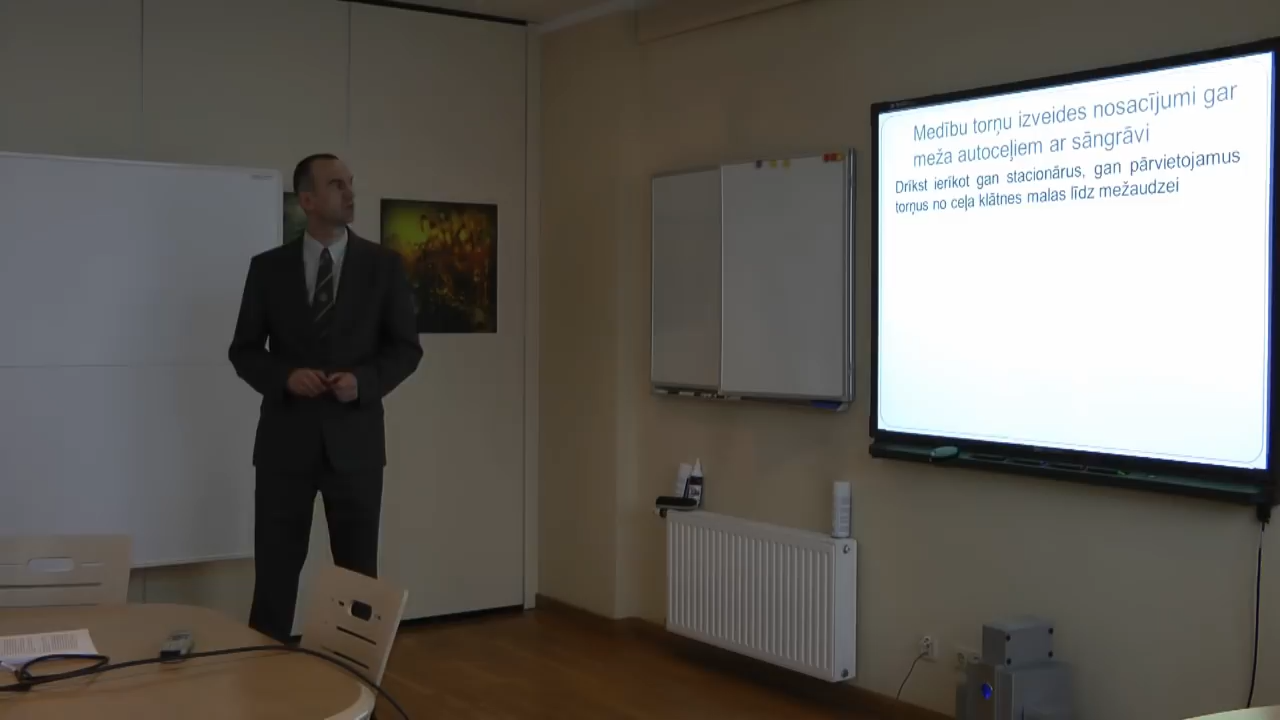 Medību torņu izveides nosacījumi gar
meža autoceļiem ar sāngrāvi
Drīkst ierīkot gan stacionārus, gan pārvietojamus
torņus no ceļa klātnes malas līdz mežaudzei